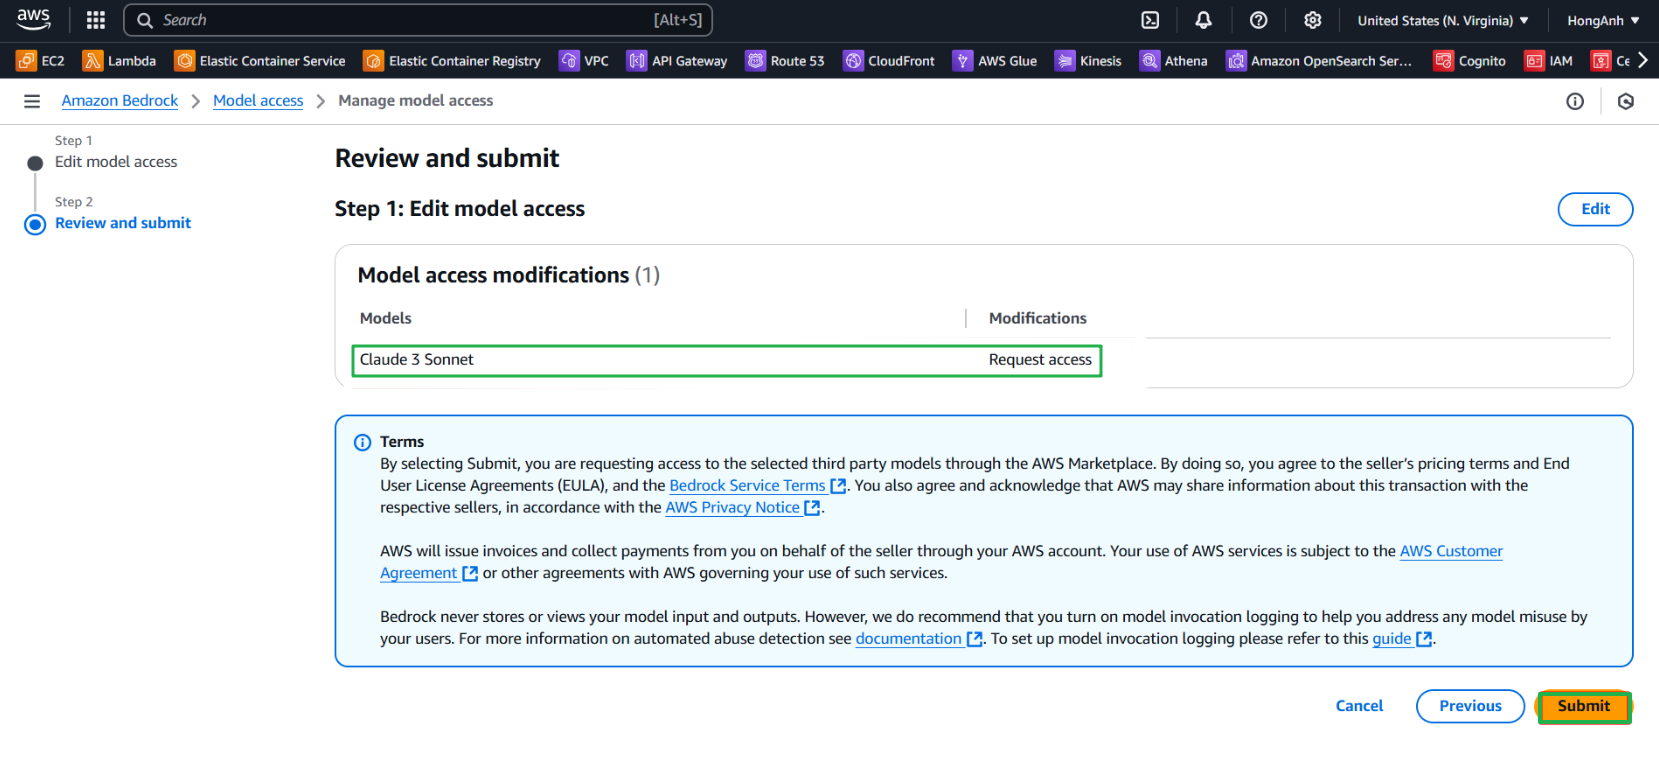 aws
Search [Alt+S]
United States (N. Virginia) HongAnh
EC2 Lambda Elastic Container Service Elastic Container Registry VPC API Gateway Route 53 CloudFront AWS Glue Kinesis Athena Amazon OpenSearch Ser... Cognito IAM Ce
Amazon Bedrock Model access Manage model access
Step 1
Edit model access
Step 2
Review and submit
Review and submit
Step 1: Edit model access
Edit
Model access modifications (1)
Models Modifications
Claude 3 Sonnet Request access
Terms
By selecting Submit, you are requesting access to the selected third party models through the AWS Marketplace. By doing so, you agree to the seller's pricing terms and End
User License Agreements (EULA), and the Bedrock Service Terms. You also agree and acknowledge that AWS may share information about this transaction with the
respective sellers, in accordance with the AWS Privacy Notice.
AWS will issue invoices and collect payments from you on behalf of the seller through your AWS account. Your use of AWS services is subject to the AWS Customer
Agreement or other agreements with AWS governing your use of such services.
Bedrock never stores or views your model input and outputs. However, we do recommend that you turn on model invocation logging to help you address any model misuse by
your users. For more information on automated abuse detection see documentation. To set up model invocation logging please refer to this guide.
Cancel Previous Submit